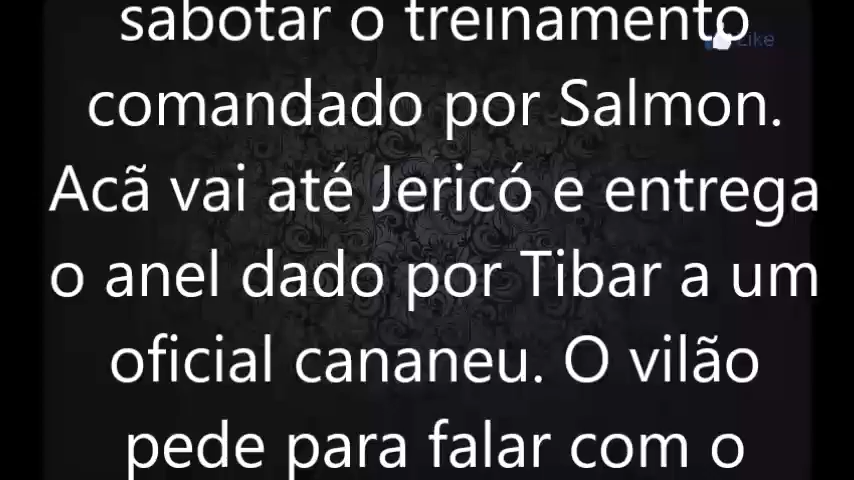 sabotar o treinamento
Like
comandado por Salmon.
Acã vai até Jericó e entrega
o anel dado por Tibar a um
oficial cananeu. O vilão
pede para falar com o